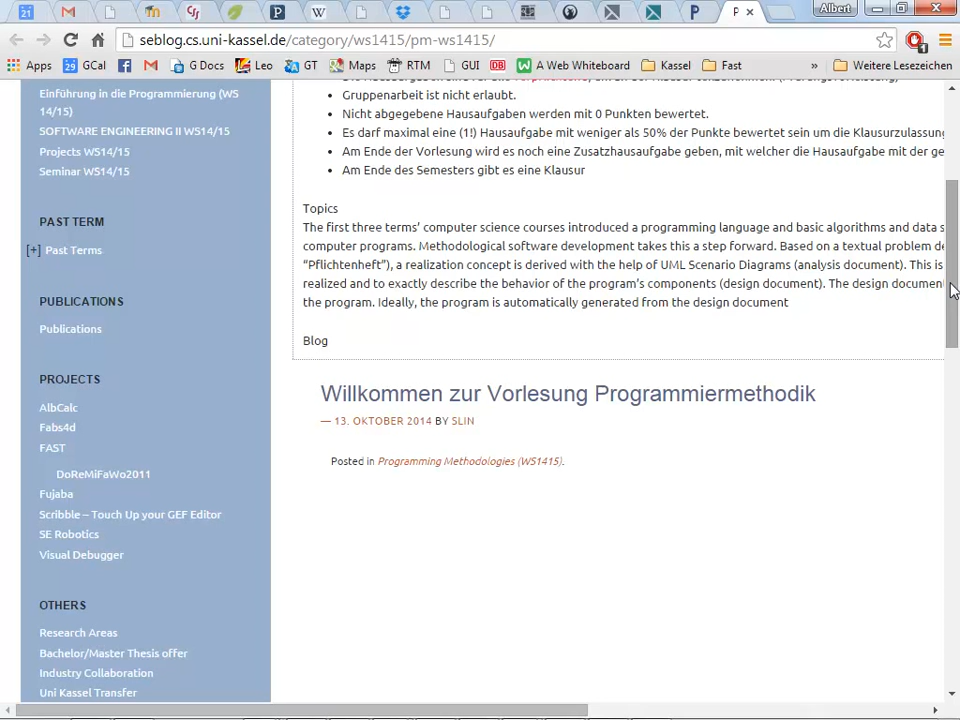 Albert
P
seblog.cs.uni-kassel.de/category/ws1415/pm-ws1415/
Apps
GCal
G Docs
Leo
GT
Maps
RTM
GUI
DB
A Web Whiteboard
Kassel
Fast
»
Weitere Lesezeichen
Einführung in die Programmierung (WS
14/15)
SOFTWARE ENGINEERING II WS14/15
Projects WS14/15
Seminar WS14/15
PAST TERM
[+] Past Terms
PUBLICATIONS
Publications
PROJECTS
AlbCalc
Fabs4d
FAST
DoReMiFaWo2011
Fujaba
Scribble – Touch Up your GEF Editor
SE Robotics
Visual Debugger
OTHERS
Research Areas
Bachelor/Master Thesis offer
Industry Collaboration
Uni Kassel Transfer
Gruppenarbeit ist nicht erlaubt.
Nicht abgegebene Hausaufgaben werden mit 0 Punkten bewertet.
Es darf maximal eine (1!) Hausaufgabe mit weniger als 50% der Punkte bewertet sein um die Klausurzulassung
Am Ende der Vorlesung wird es noch eine Zusatzhausaufgabe geben, mit welcher die Hausaufgabe mit der ge
Am Ende des Semesters gibt es eine Klausur
Topics
The first three terms’ computer science courses introduced a programming language and basic algorithms and data s
computer programs. Methodological software development takes this a step forward. Based on a textual problem de
“Pflichtenheft”), a realization concept is derived with the help of UML Scenario Diagrams (analysis document). This is
realized and to exactly describe the behavior of the program’s components (design document). The design document
the program. Ideally, the program is automatically generated from the design document
Blog
Willkommen zur Vorlesung Programmiermethodik
— 13. OKTOBER 2014 BY SLIN
Posted in Programming Methodologies (WS1415).